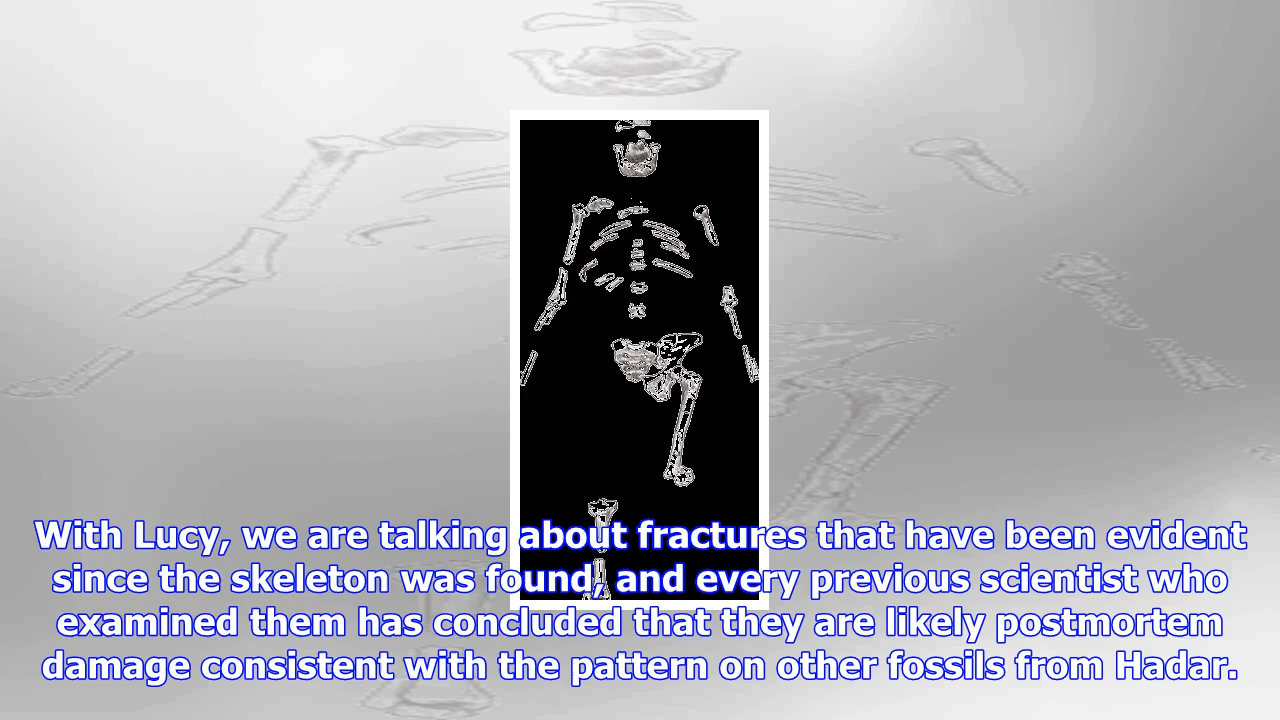 With Lucy, we are talking about fractures that have been evident
since the skeleton was found, and every previous scientist who
examined them has concluded that they are likely postmortem
damage consistent with the pattern on other fossils from Hadar.